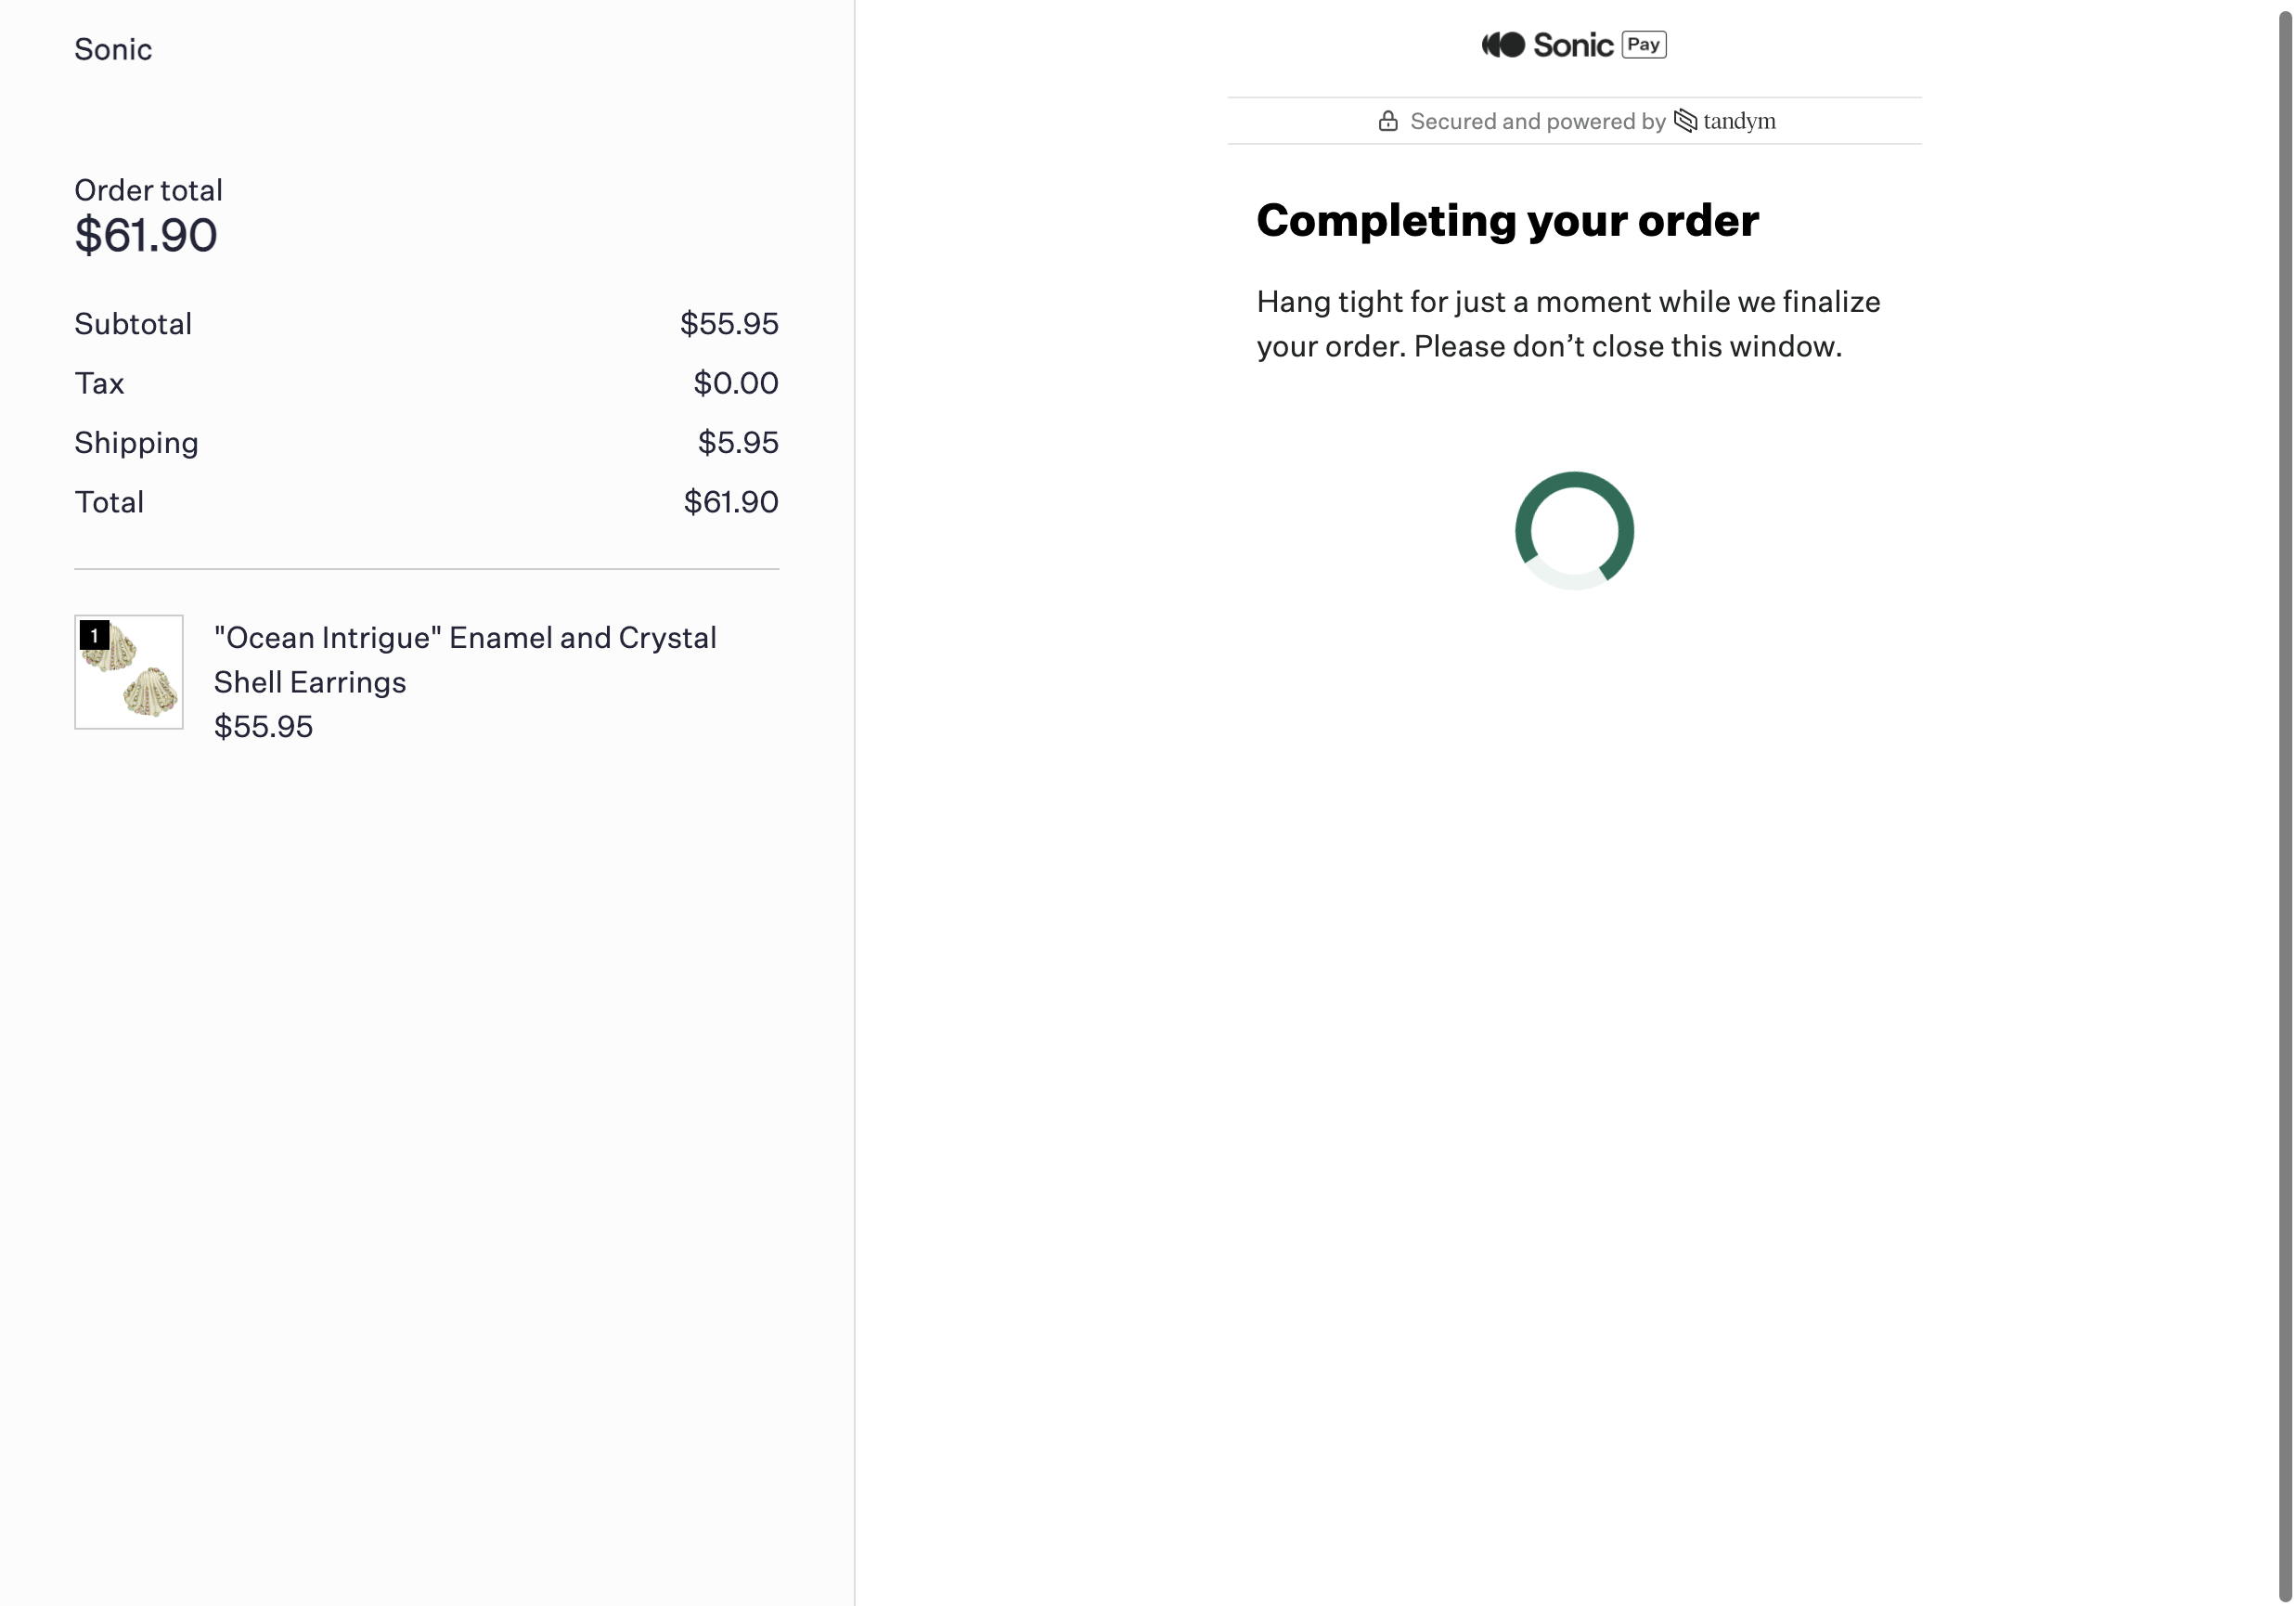 Sonic
Order total
$61.90
Subtotal $55.95
Tax $0.00
Shipping $5.95
Total $61.90
1
"Ocean Intrigue" Enamel and Crystal
Shell Earrings
$55.95
Sonic Pay
Secured and powered by tandym
Completing your order
Hang tight for just a moment while we finalize
your order. Please don’t close this window.